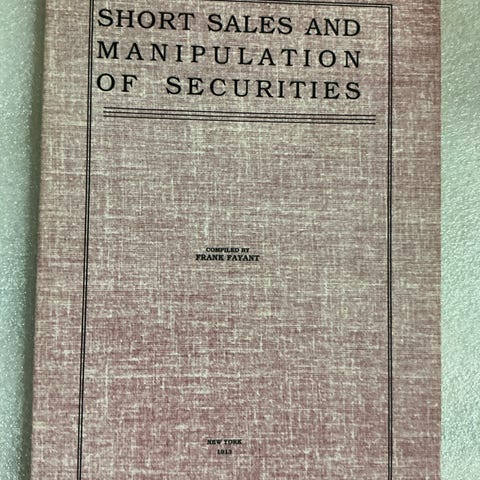 SHORT SALES AND
MANIPULATION
OF SECURITIES
COMPILED BY
FRANK FAYANT
NEW YORK
1913